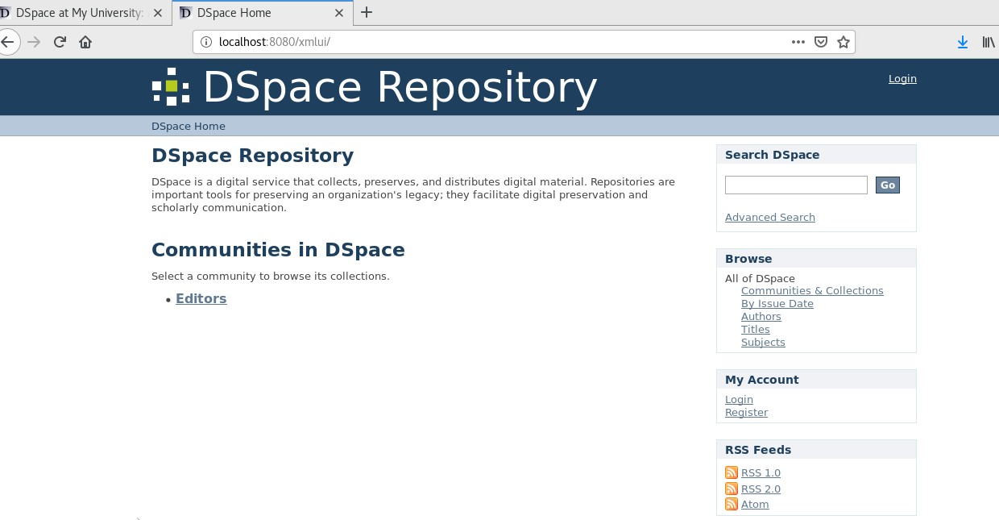 DSpace at My University:
DSpace Home
localhost:8080/xmlui/
DSpace Repository
Login
DSpace Home
DSpace Repository
DSpace is a digital service that collects, preserves, and distributes digital material. Repositories are
important tools for preserving an organization's legacy; they facilitate digital preservation and
scholarly communication.
Communities in DSpace
Select a community to browse its collections.
Editors
Search DSpace
Go
Advanced Search
Browse
All of DSpace
Communities & Collections
By Issue Date
Authors
Titles
Subjects
My Account
Login
Register
RSS Feeds
RSS 1.0
RSS 2.0
Atom